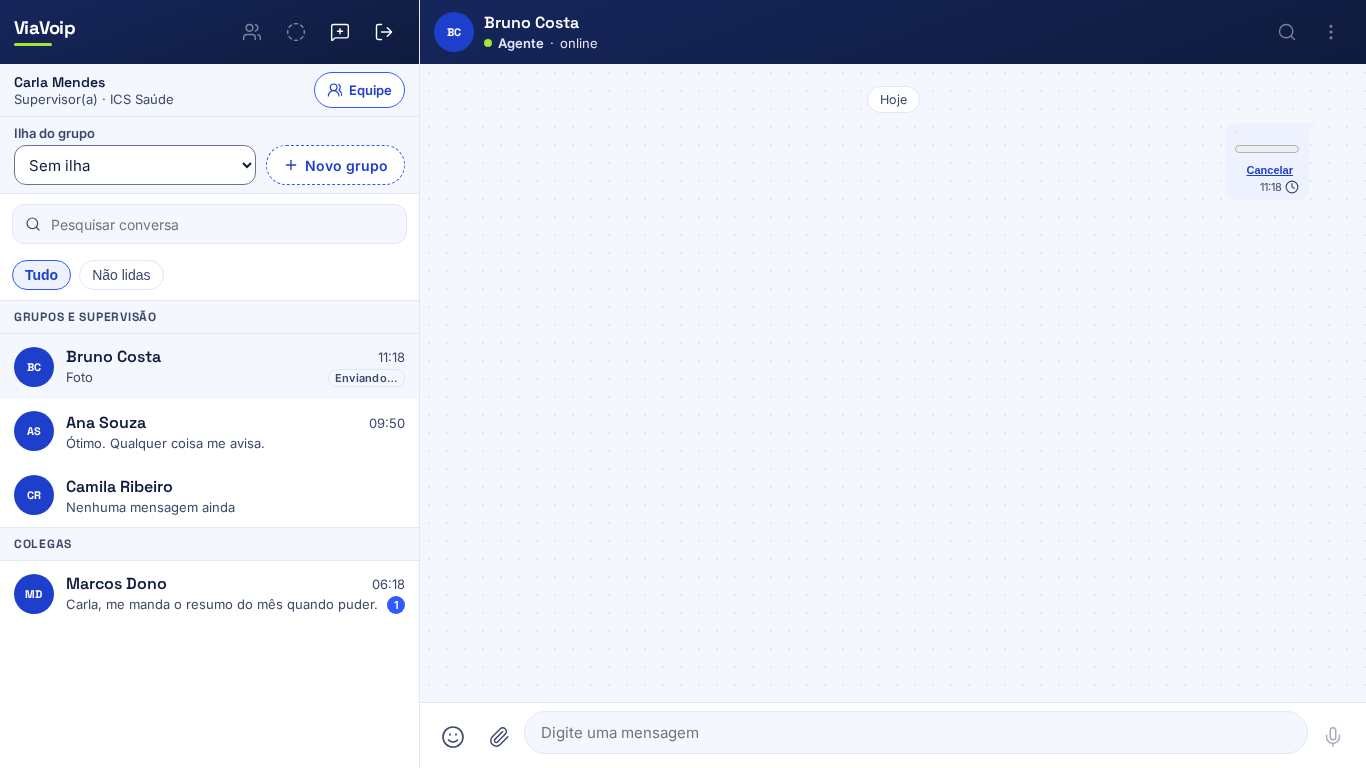 ViaVoip
Carla Mendes
Supervisor(a) · ICS Saúde
Equipe
Ilha do grupo
Sem ilha
Novo grupo
Pesquisar conversa
Tudo
Não lidas
GRUPOS E SUPERVISÃO
BC
Bruno Costa
11:18
Foto
Enviando…
AS
Ana Souza
09:50
Ótimo. Qualquer coisa me avisa.
CR
Camila Ribeiro
Nenhuma mensagem ainda
COLEGAS
MD
Marcos Dono
06:18
Carla, me manda o resumo do mês quando puder.
1
BC
Bruno Costa
Agente · online
Hoje
Cancelar
11:18
Digite uma mensagem